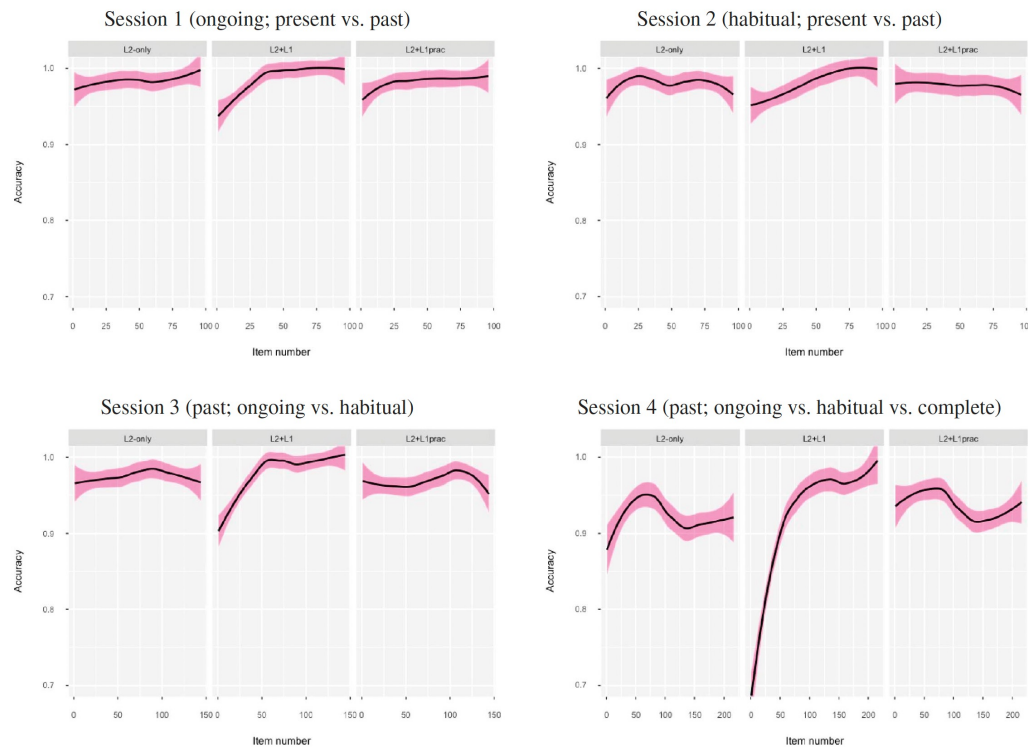 Session 1 (ongoing; present vs. past)
L2-only L2+L1 L2+L1prac
1.0
0.9
0.8
0.7
Accuracy
0 25 50 75 100 0 25 50 75 100 0 25 50 75 100
Item number
Session 2 (habitual; present vs. past)
L2-only L2+L1 L2+L1prac
1.0
0.9
0.8
0.7
Accuracy
0 25 50 75 100 0 25 50 75 100 0 25 50 75 100
Item number
Session 3 (past; ongoing vs. habitual)
L2-only L2+L1 L2+L1prac
1.0
0.9
0.8
0.7
Accuracy
0 50 100 150 0 50 100 150 0 50 100 150
Item number
Session 4 (past; ongoing vs. habitual vs. complete)
L2-only L2+L1 L2+L1prac
1.0
0.9
0.8
0.7
Accuracy
0 50 100 150 200 0 50 100 150 200 0 50 100 150 200
Item number